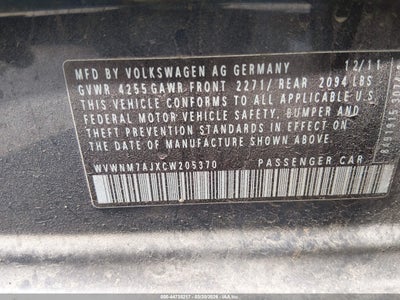 MFD BY VOLKSWAGEN AG GERMANY 12/11
GVWR 4255 GAWR FRONT 2271/ REAR 2094 LBS
THIS VEHICLE CONFORMS TO ALL APPLICABLE U.S.
FEDERAL MOTOR VEHICLE SAFETY, BUMPER AND
THEFT PREVENTION STANDARDS IN EFFECT ON
THE DATE OF MANUFACTURE SHOWN ABOVE.
WVWNM7AJXCW205370 PASSENGER CAR